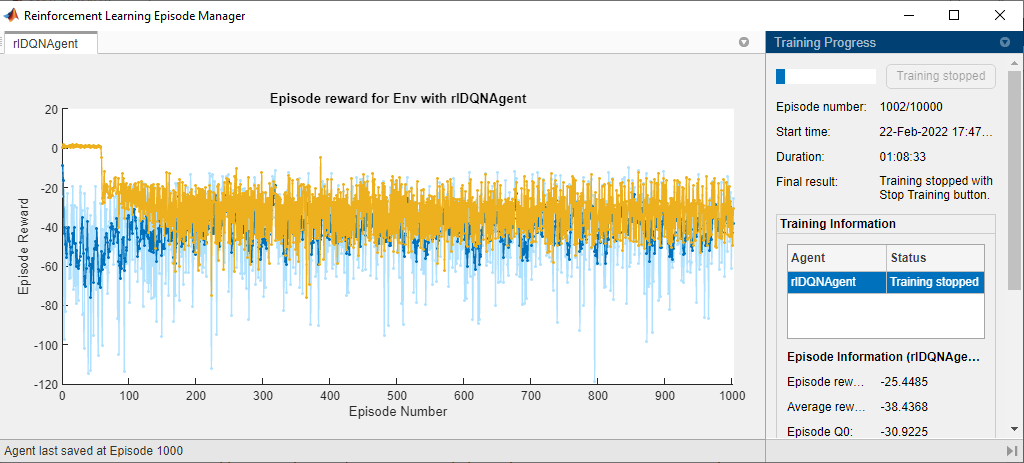 Reinforcement Learning Episode Manager
rlDQNAgent
Episode reward for Env with rlDQNAgent
20
0
-20
-40
-60
-80
-100
-120
Episode Reward
0 100 200 300 400 500 600 700 800 900 1000
Episode Number
Training Progress
Training stopped
Episode number: 1002/10000
Start time: 22-Feb-2022 17:47...
Duration: 01:08:33
Final result: Training stopped with
Stop Training button.
Training Information
Agent Status
rlDQNAgent Training stopped
Episode Information (rlDQNAge...
Episode rew... -25.4485
Average rew... -38.4368
Episode Q0: -30.9225
Agent last saved at Episode 1000